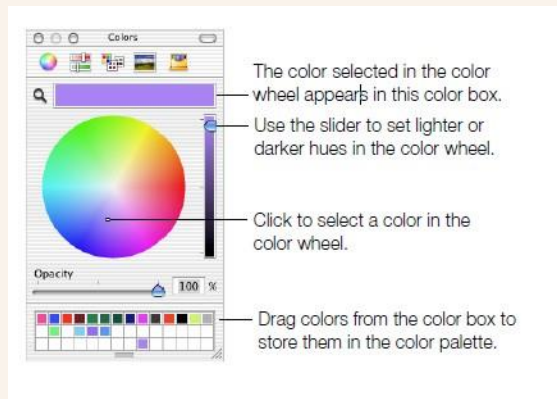 Colors
The color selected in the color
wheel appears in this color box.
Use the slider to set lighter or
darker hues in the color wheel.
Click to select a color in the
color wheel.
Opacity
100 %
Drag colors from the color box to
store them in the color palette.